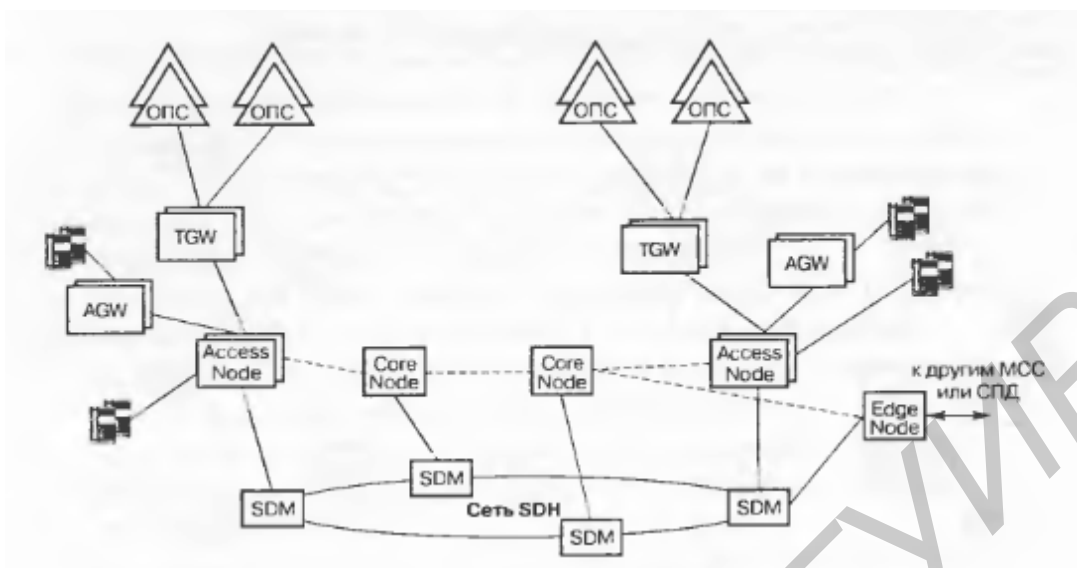 ОПС
ОПС
ОПС
ОПС
TGW
TGW
AGW
AGW
Access
Node
Core
Node
Core
Node
Access
Node
к другим МСС
или СПД
Edge
Node
SDM
SDM
Сеть SDH
SDM
SDM